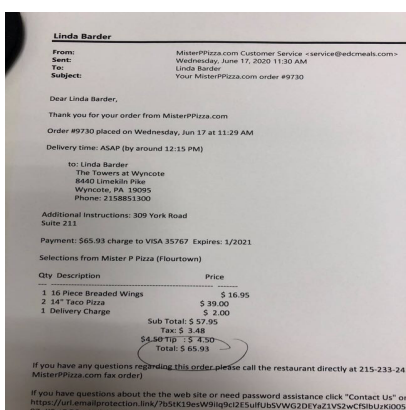 Linda Barder
From: MisterPPizza.com Customer Service <service@edcmeals.com>
Sent: Wednesday, June 17, 2020 11:30 AM
To: Linda Barder
Subject: Your MisterPPizza.com order #9730
Dear Linda Barder,
Thank you for your order from MisterPPizza.com
Order #9730 placed on Wednesday, Jun 17 at 11:29 AM
Delivery time: ASAP (by around 12:15 PM)
to: Linda Barder
The Towers at Wyncote
8440 Limekiln Pike
Wyncote, PA 19095
Phone: 2158851300
Additional Instructions: 309 York Road
Suite 211
Payment: $65.93 charge to VISA 35767 Expires: 1/2021
Selections from Mister P Pizza (Flourtown)
Qty Description Price
1 16 Piece Breaded Wings $ 16.95
2 14" Taco Pizza $ 39.00
1 Delivery Charge $ 2.00
Sub Total: $ 57.95
Tax: $ 3.48
$4.50 Tip : $ 4.50
Total: $ 65.93
If you have any questions regarding this order please call the restaurant directly at 215-233-24
MisterPPizza.com fax order)
If you have questions about the the web site or need password assistance click "Contact Us" or